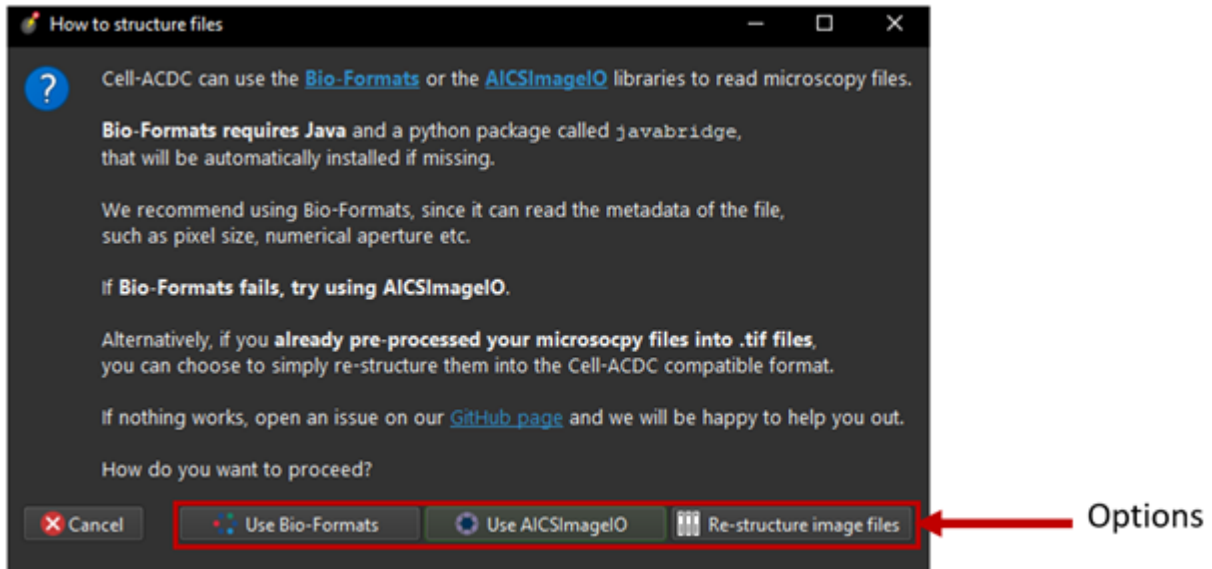 How to structure files
Cell-ACDC can use the Bio-Formats or the AICSImageIO libraries to read microscopy files.
Bio-Formats requires Java and a python package called javabridge,
that will be automatically installed if missing.
We recommend using Bio-Formats, since it can read the metadata of the file,
such as pixel size, numerical aperture etc.
If Bio-Formats fails, try using AICSImageIO.
Alternatively, if you already pre-processed your microsocpy files into .tif files,
you can choose to simply re-structure them into the Cell-ACDC compatible format.
If nothing works, open an issue on our GitHub page and we will be happy to help you out.
How do you want to proceed?
Cancel Use Bio-Formats Use AICSImageIO Re-structure image files Options